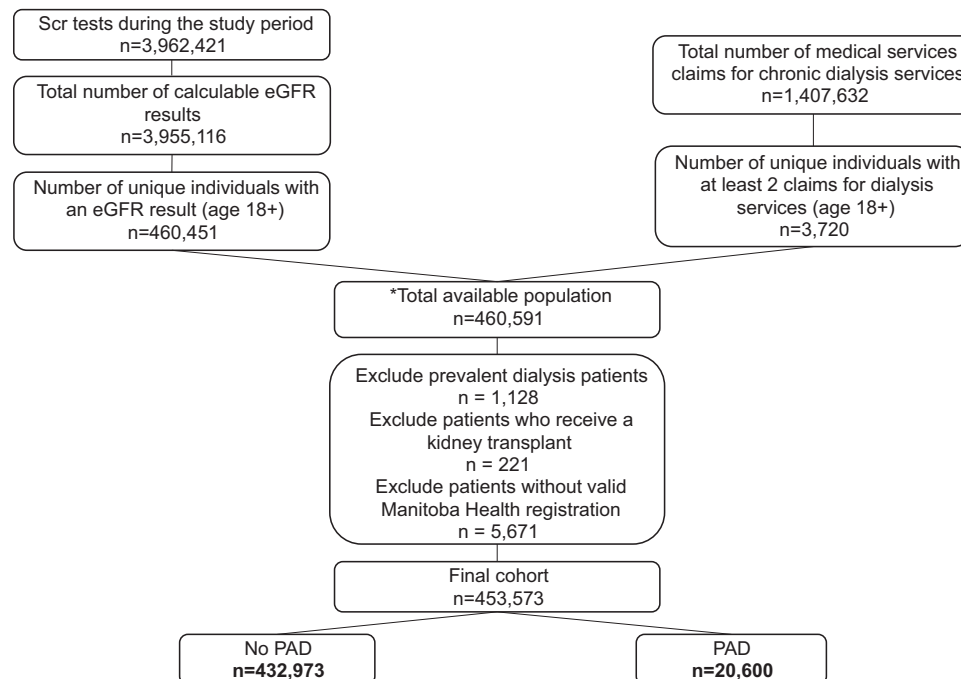 Scr tests during the study period
n=3,962,421
Total number of calculable eGFR
results
n=3,955,116
Number of unique individuals with
an eGFR result (age 18+)
n=460,451
Total number of medical services
claims for chronic dialysis services
n=1,407,632
Number of unique individuals with
at least 2 claims for dialysis
services (age 18+)
n=3,720
*Total available population
n=460,591
Exclude prevalent dialysis patients
n = 1,128
Exclude patients who receive a
kidney transplant
n = 221
Exclude patients without valid
Manitoba Health registration
n = 5,671
Final cohort
n=453,573
No PAD
n=432,973
PAD
n=20,600